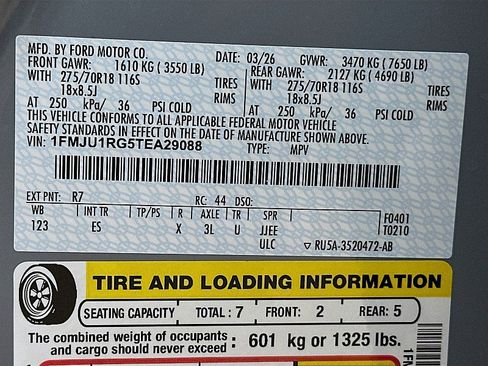 MFD. BY FORD MOTOR CO.
DATE: 03/26 GVWR: 3470 KG (7650 LB)
FRONT GAWR: 1610 KG (3550 LB) REAR GAWR: 2127 KG (4690 LB)
WITH 275/70R18 116S TIRES WITH 275/70R18 116S TIRES
18x8.5J RIMS 18x8.5J RIMS
AT 250 kPa/ 36 PSI COLD AT 250 kPa/ 36 PSI COLD
THIS VEHICLE CONFORMS TO ALL APPLICABLE FEDERAL MOTOR VEHICLE
SAFETY STANDARDS IN EFFECT ON THE DATE OF MANUFACTURE SHOWN ABOVE.
VIN: 1FMJU1RG5TEA29088 TYPE: MPV
EXT PNT: R7 RC: 44 DSO:
WB INT TR TP/PS R AXLE TR SPR F0401
123 ES X 3L U JJEE T0210
ULC ▽ RU5A-3520472-AB
TIRE AND LOADING INFORMATION
SEATING CAPACITY TOTAL: 7 FRONT: 2 REAR: 5
The combined weight of occupants
and cargo should never exceed: 601 kg or 1325 lbs.